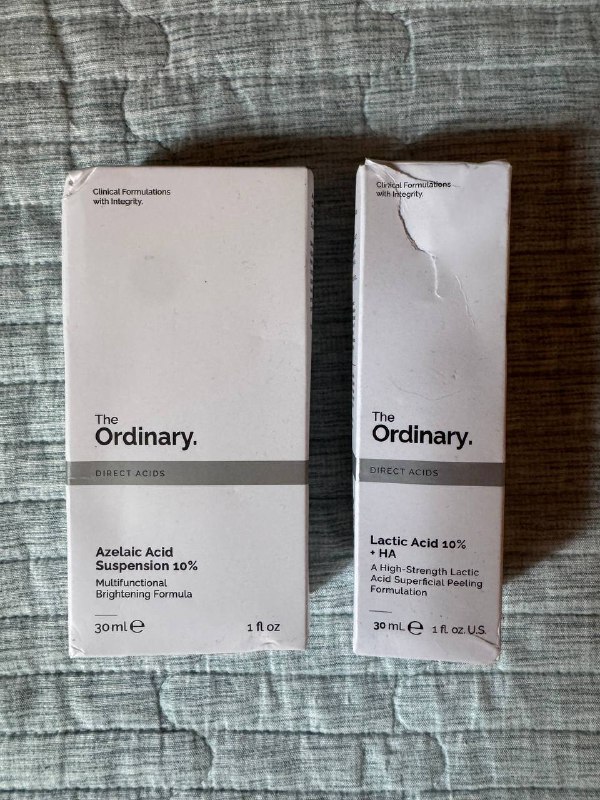 Clinical Formulations
with Integrity.
The
Ordinary.
DIRECT ACIDS
Azelaic Acid
Suspension 10%
Multifunctional
Brightening Formula
30 ml e
1 fl oz
Clinical Formulations
with Integrity.
The
Ordinary.
DIRECT ACIDS
Lactic Acid 10%
+ HA
A High-Strength Lactic
Acid Superficial Peeling
Formulation
30 mL e 1 fl. oz. U.S.